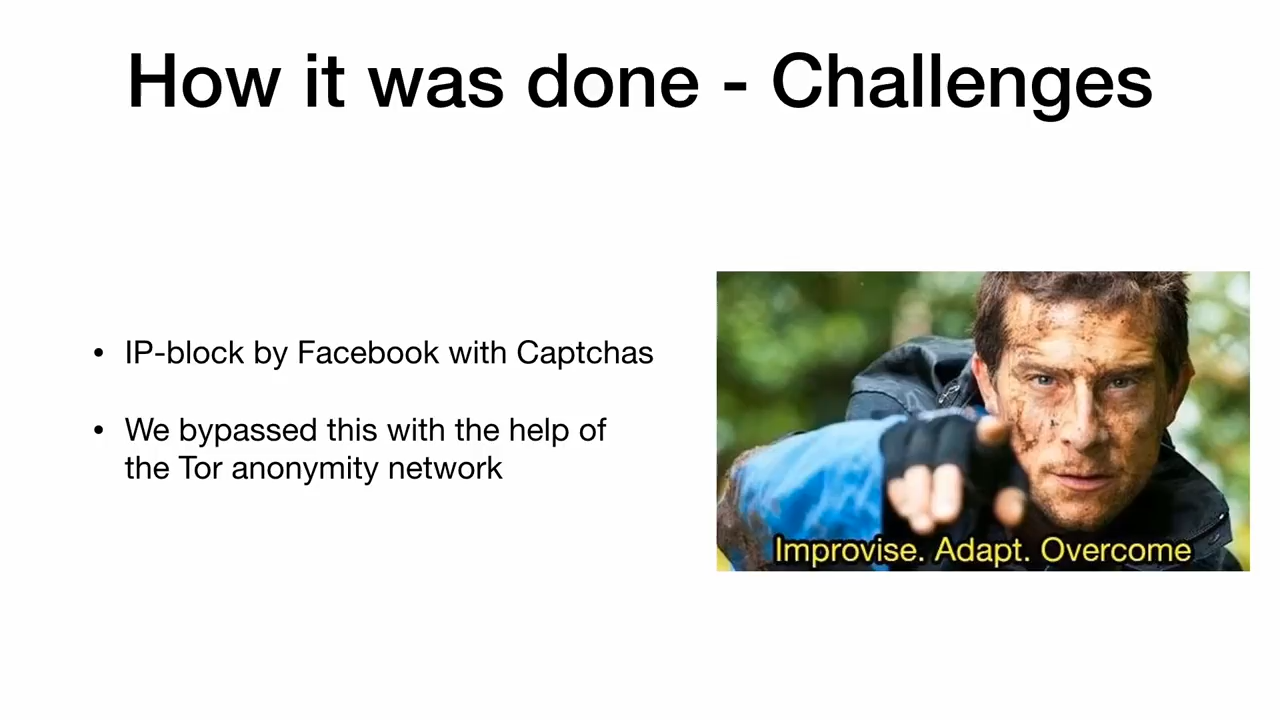 How it was done - Challenges
• IP-block by Facebook with Captchas
• We bypassed this with the help of
the Tor anonymity network
Improvise. Adapt. Overcome